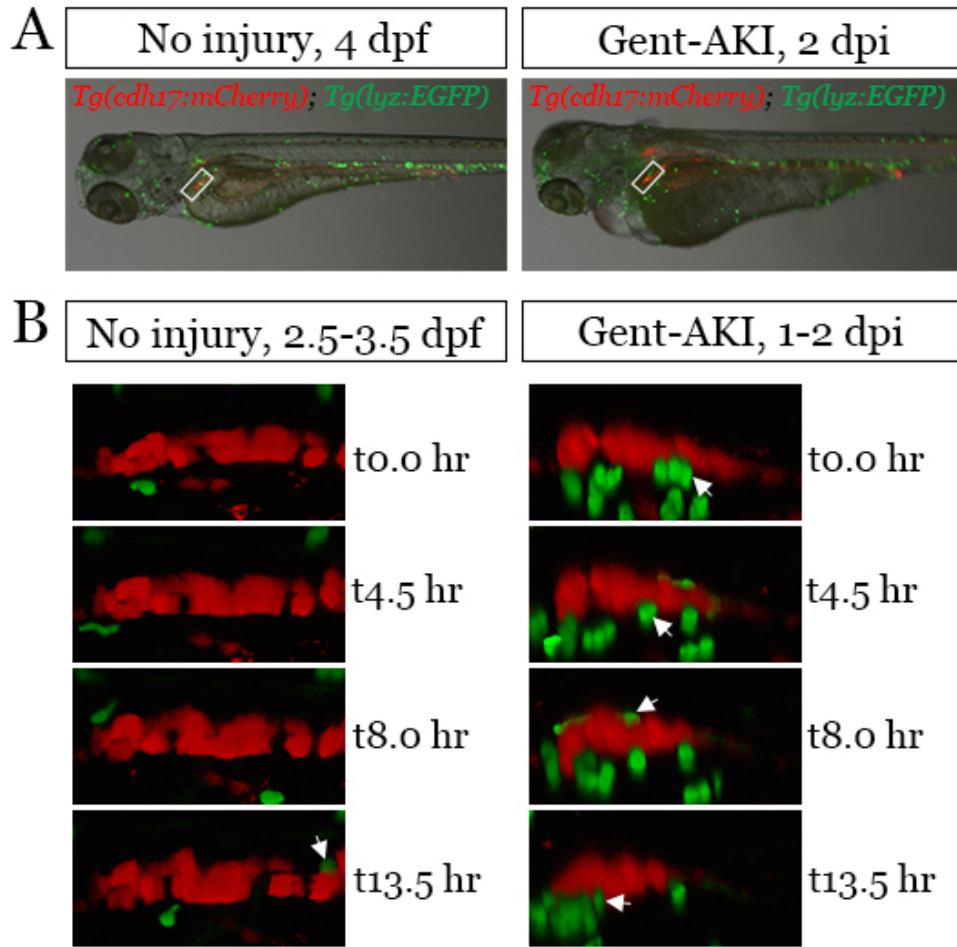 A
No injury, 4 dpf
Gent-AKI, 2 dpi
Tg(cdh17:mCherry); Tg(lyz:EGFP)
Tg(cdh17:mCherry); Tg(lyz:EGFP)
B
No injury, 2.5-3.5 dpf
Gent-AKI, 1-2 dpi
t0.0 hr
t0.0 hr
t4.5 hr
t4.5 hr
t8.0 hr
t8.0 hr
t13.5 hr
t13.5 hr